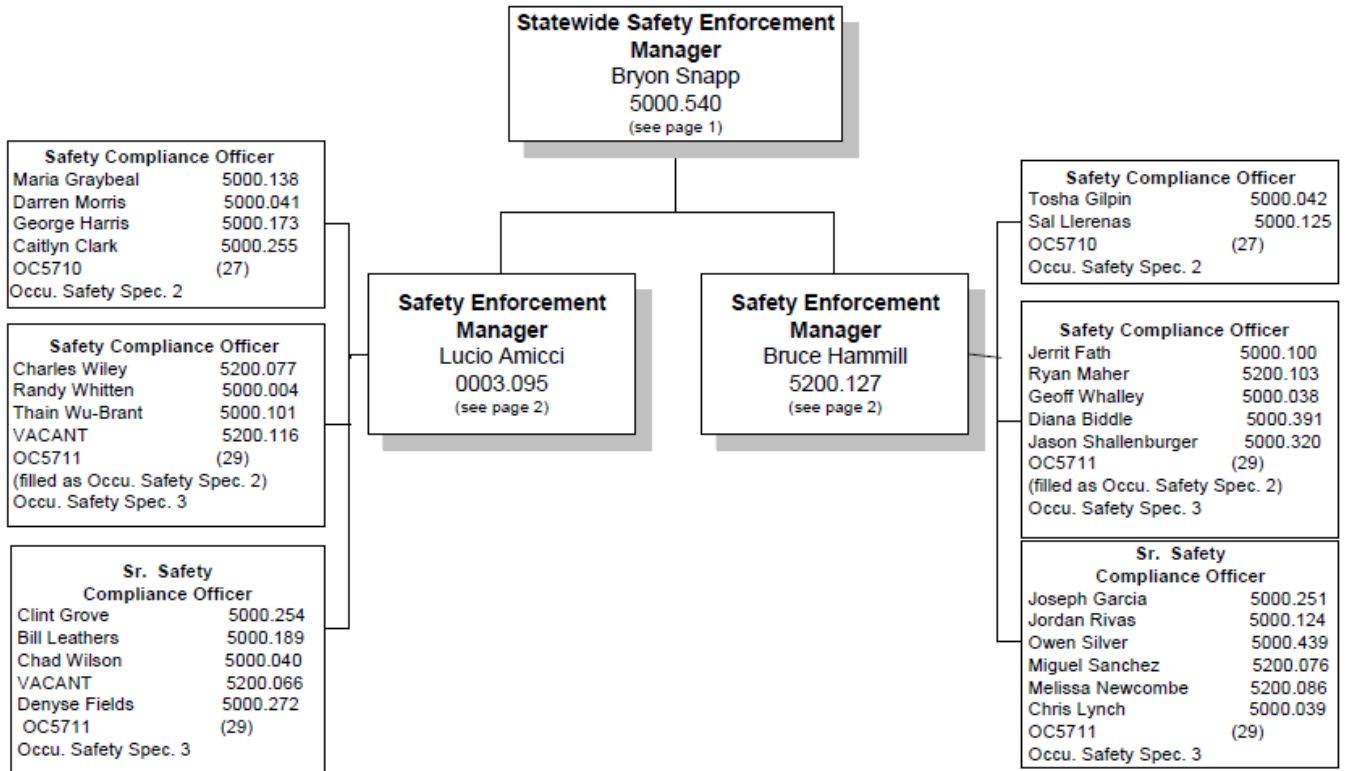 Statewide Safety Enforcement
Manager
Bryon Snapp
5000.540
(see page 1)
Safety Compliance Officer
Maria Graybeal 5000.138
Darren Morris 5000.041
George Harris 5000.173
Caitlyn Clark 5000.255
OC5710 (27)
Occu. Safety Spec. 2
Safety Compliance Officer
Charles Wiley 5200.077
Randy Whitten 5000.004
Thain Wu-Brant 5000.101
VACANT 5200.116
OC5711 (29)
(filled as Occu. Safety Spec. 2)
Occu. Safety Spec. 3
Sr. Safety
Compliance Officer
Clint Grove 5000.254
Bill Leathers 5000.189
Chad Wilson 5000.040
VACANT 5200.066
Denyse Fields 5000.272
OC5711 (29)
Occu. Safety Spec. 3
Safety Enforcement
Manager
Lucio Amicci
0003.095
(see page 2)
Safety Enforcement
Manager
Bruce Hammill
5200.127
(see page 2)
Safety Compliance Officer
Tosha Gilpin 5000.042
Sal Llerenas 5000.125
OC5710 (27)
Occu. Safety Spec. 2
Safety Compliance Officer
Jerrit Fath 5000.100
Ryan Maher 5200.103
Geoff Whalley 5000.038
Diana Biddle 5000.391
Jason Shallenburger 5000.320
OC5711 (29)
(filled as Occu. Safety Spec. 2)
Occu. Safety Spec. 3
Sr. Safety
Compliance Officer
Joseph Garcia 5000.251
Jordan Rivas 5000.124
Owen Silver 5000.439
Miguel Sanchez 5200.076
Melissa Newcombe 5200.086
Chris Lynch 5000.039
OC5711 (29)
Occu. Safety Spec. 3